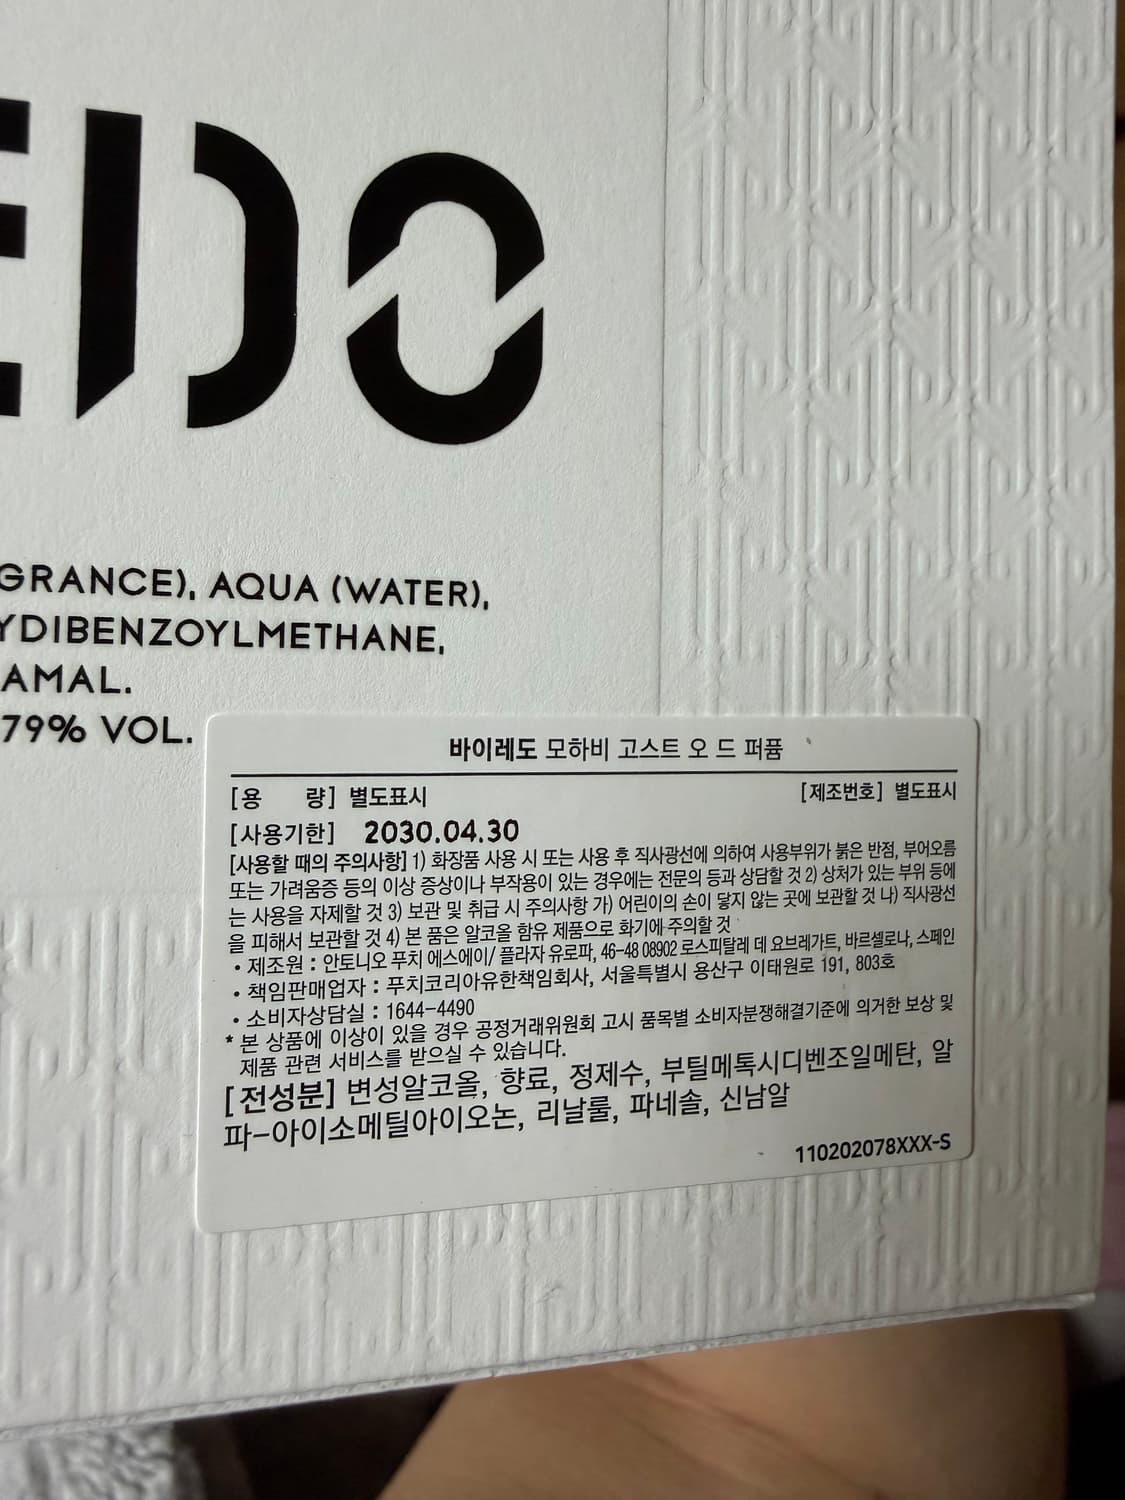 EDO
GRANCE), AQUA (WATER),
YDIBENZOYLMETHANE,
AMAL.
79% VOL.
바이레도 모하비 고스트 오 드 퍼퓸
[용 량] 별도표시 [제조번호] 별도표시
[사용기한] 2030.04.30
[사용할 때의 주의사항] 1) 화장품 사용 시 또는 사용 후 직사광선에 의하여 사용부위가 붉은 반점, 부어오름
또는 가려움증 등의 이상 증상이나 부작용이 있는 경우에는 전문의 등과 상담할 것 2) 상처가 있는 부위 등에
는 사용을 자제할 것 3) 보관 및 취급 시 주의사항 가) 어린이의 손이 닿지 않는 곳에 보관할 것 나) 직사광선
을 피해서 보관할 것 4) 본 품은 알코올 함유 제품으로 화기에 주의할 것
• 제조원 : 안토니오 푸치 에스에이/ 플라자 유로파, 46-48 08902 로스피탈레 데 요브레가트, 바르셀로나, 스페인
• 책임판매업자 : 푸치코리아유한책임회사, 서울특별시 용산구 이태원로 191, 803호
• 소비자상담실 : 1644-4490
* 본 상품에 이상이 있을 경우 공정거래위원회 고시 품목별 소비자분쟁해결기준에 의거한 보상 및
제품 관련 서비스를 받으실 수 있습니다.
[전성분] 변성알코올, 향료, 정제수, 부틸메톡시디벤조일메탄, 알
파-아이소메틸아이오논, 리날룰, 파네솔, 신남알
110202078XXX-S